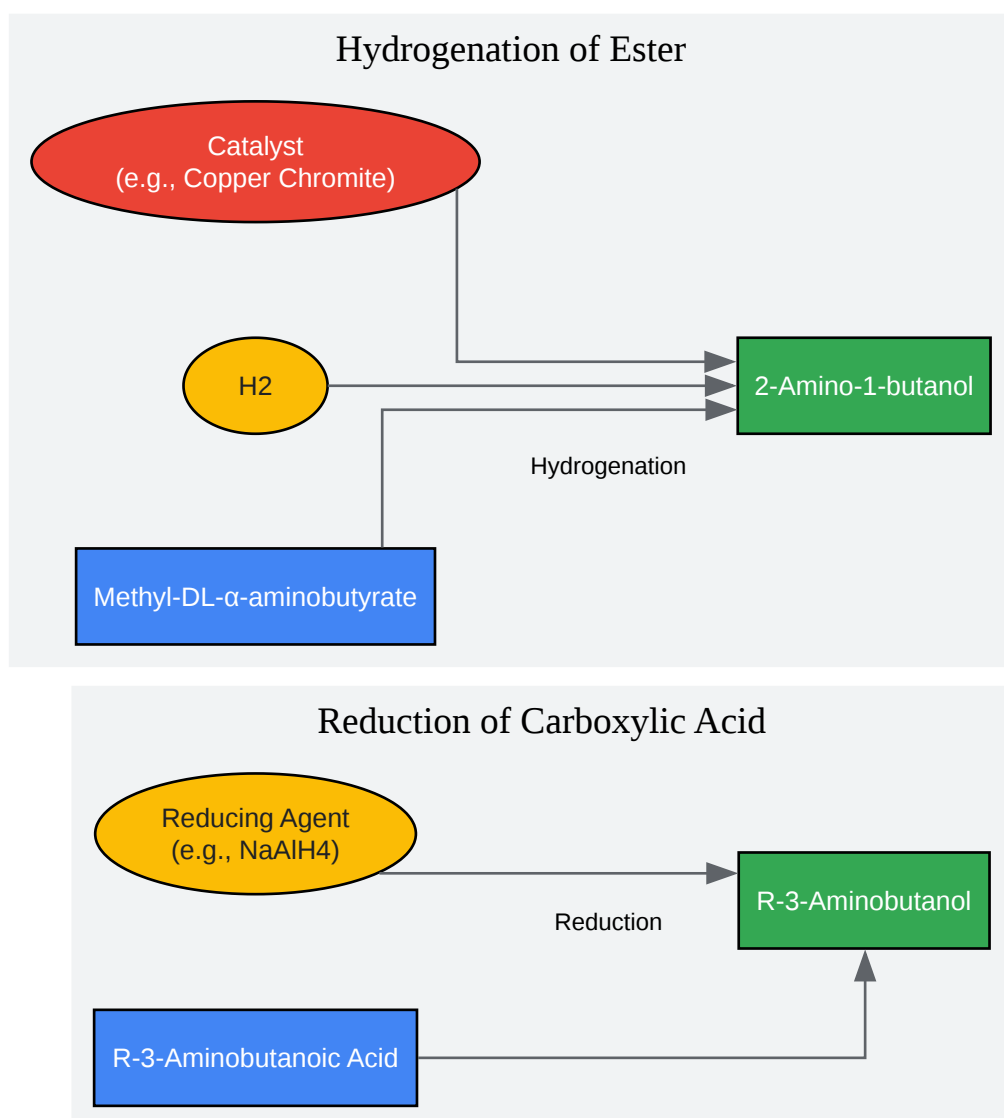 Hydrogenation of Ester
Catalyst
(e.g., Copper Chromite)
H2
2-Amino-1-butanol
Hydrogenation
Methyl-DL-α-aminobutyrate
Reduction of Carboxylic Acid
Reducing Agent
(e.g., NaAlH4)
R-3-Aminobutanol
Reduction
R-3-Aminobutanoic Acid